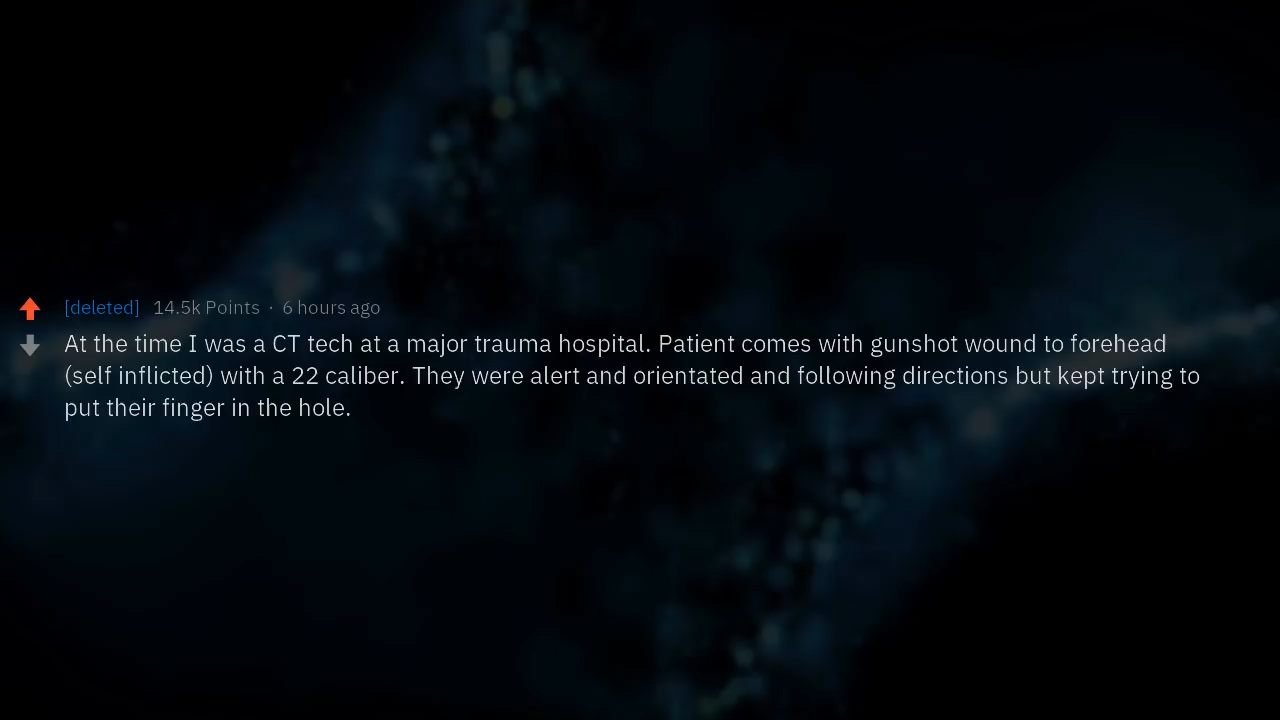 [deleted] 14.5k Points · 6 hours ago
At the time I was a CT tech at a major trauma hospital. Patient comes with gunshot wound to forehead
(self inflicted) with a 22 caliber. They were alert and orientated and following directions but kept trying to
put their finger in the hole.